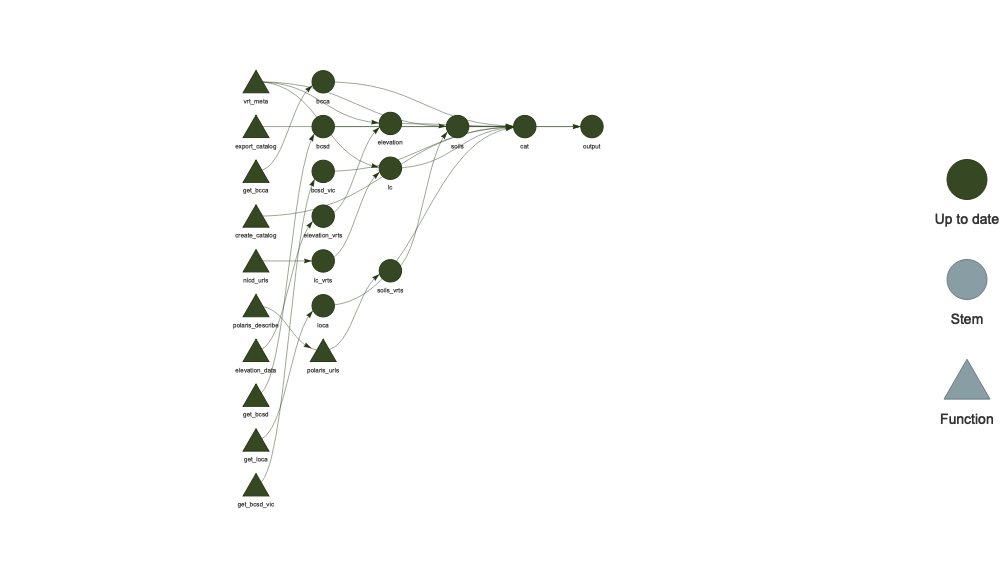 vrt_meta
bcca
export_catalog
bcsd
elevation
soils
cat
output
get_bcca
bcsd_vic
lc
create_catalog
elevation_vrts
nlcd_urls
lc_vrts
soils_vrts
polaris_describe
loca
elevation_data
polaris_urls
get_bcsd
get_loca
get_bcsd_vic
Up to date
Stem
Function